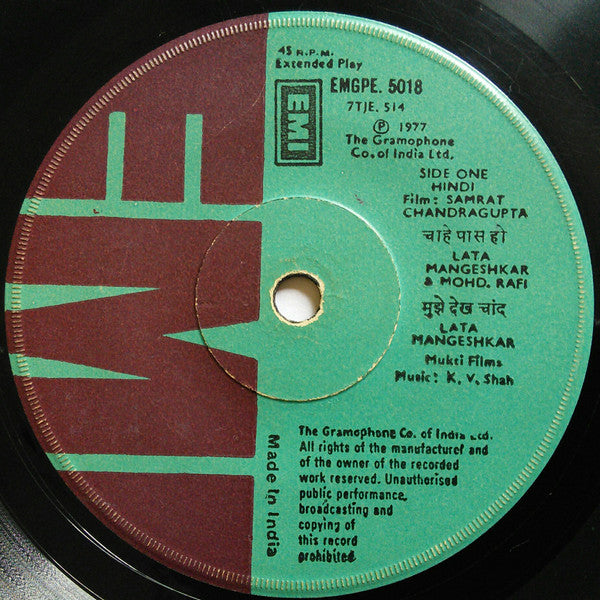 45 R.P.M.
Extended Play
EMGPE. 5018
7TJE. 514
EMI
Ⓟ 1977
The Gramophone
Co. of India Ltd.
SIDE ONE
HINDI
Film: SAMRAT
CHANDRAGUPTA
चाहे पास हो
LATA
MANGESHKAR
& MOHD. RAFI
मुझे देख चांद
LATA
MANGESHKAR
Mukti Films
Music: K. V. Shah
The Gramophone Co. of India Ltd.
All rights of the manufacturer and
of the owner of the recorded
work reserved. Unauthorised
public performance,
broadcasting and
copying of
this record
prohibited
Made in India
EMI